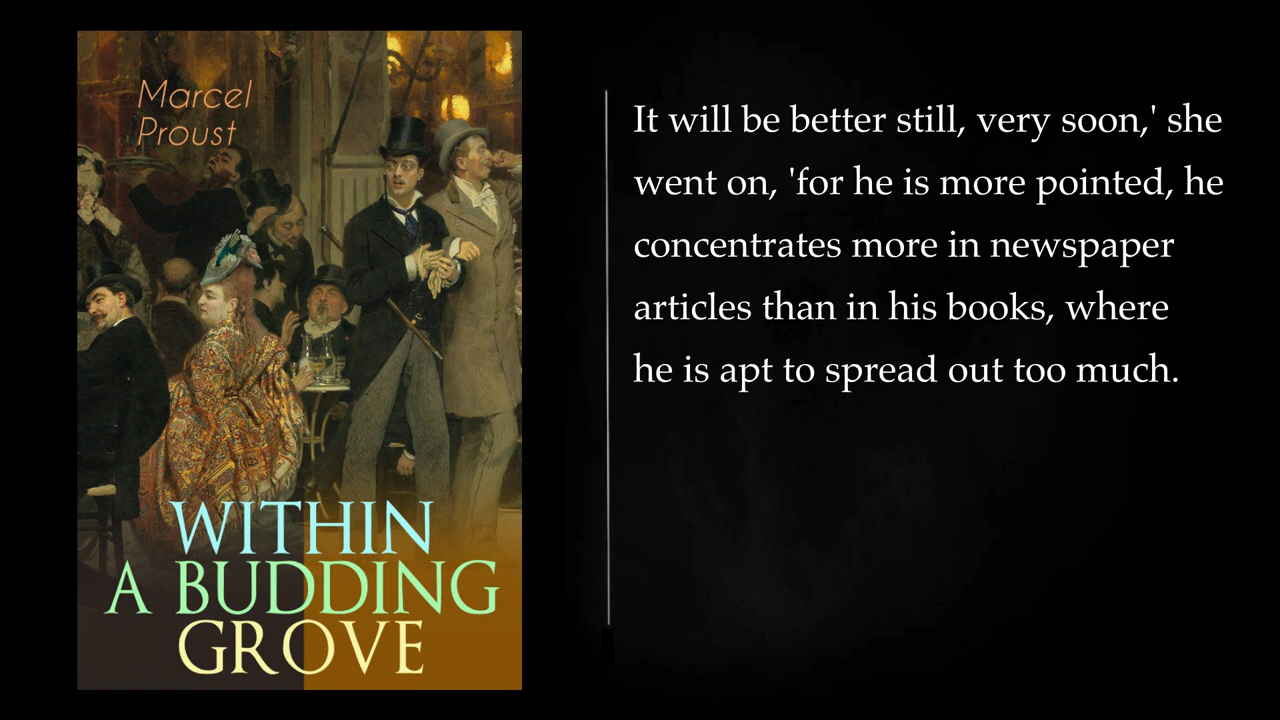 Marcel
Proust
WITHIN
A BUDDING
GROVE
It will be better still, very soon,' she
went on, 'for he is more pointed, he
concentrates more in newspaper
articles than in his books, where
he is apt to spread out too much.